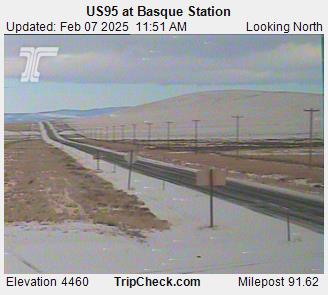 US95 at Basque Station
Updated: Feb 07 2025 11:51 AM Looking North
Elevation 4460 TripCheck.com Milepost 91.62